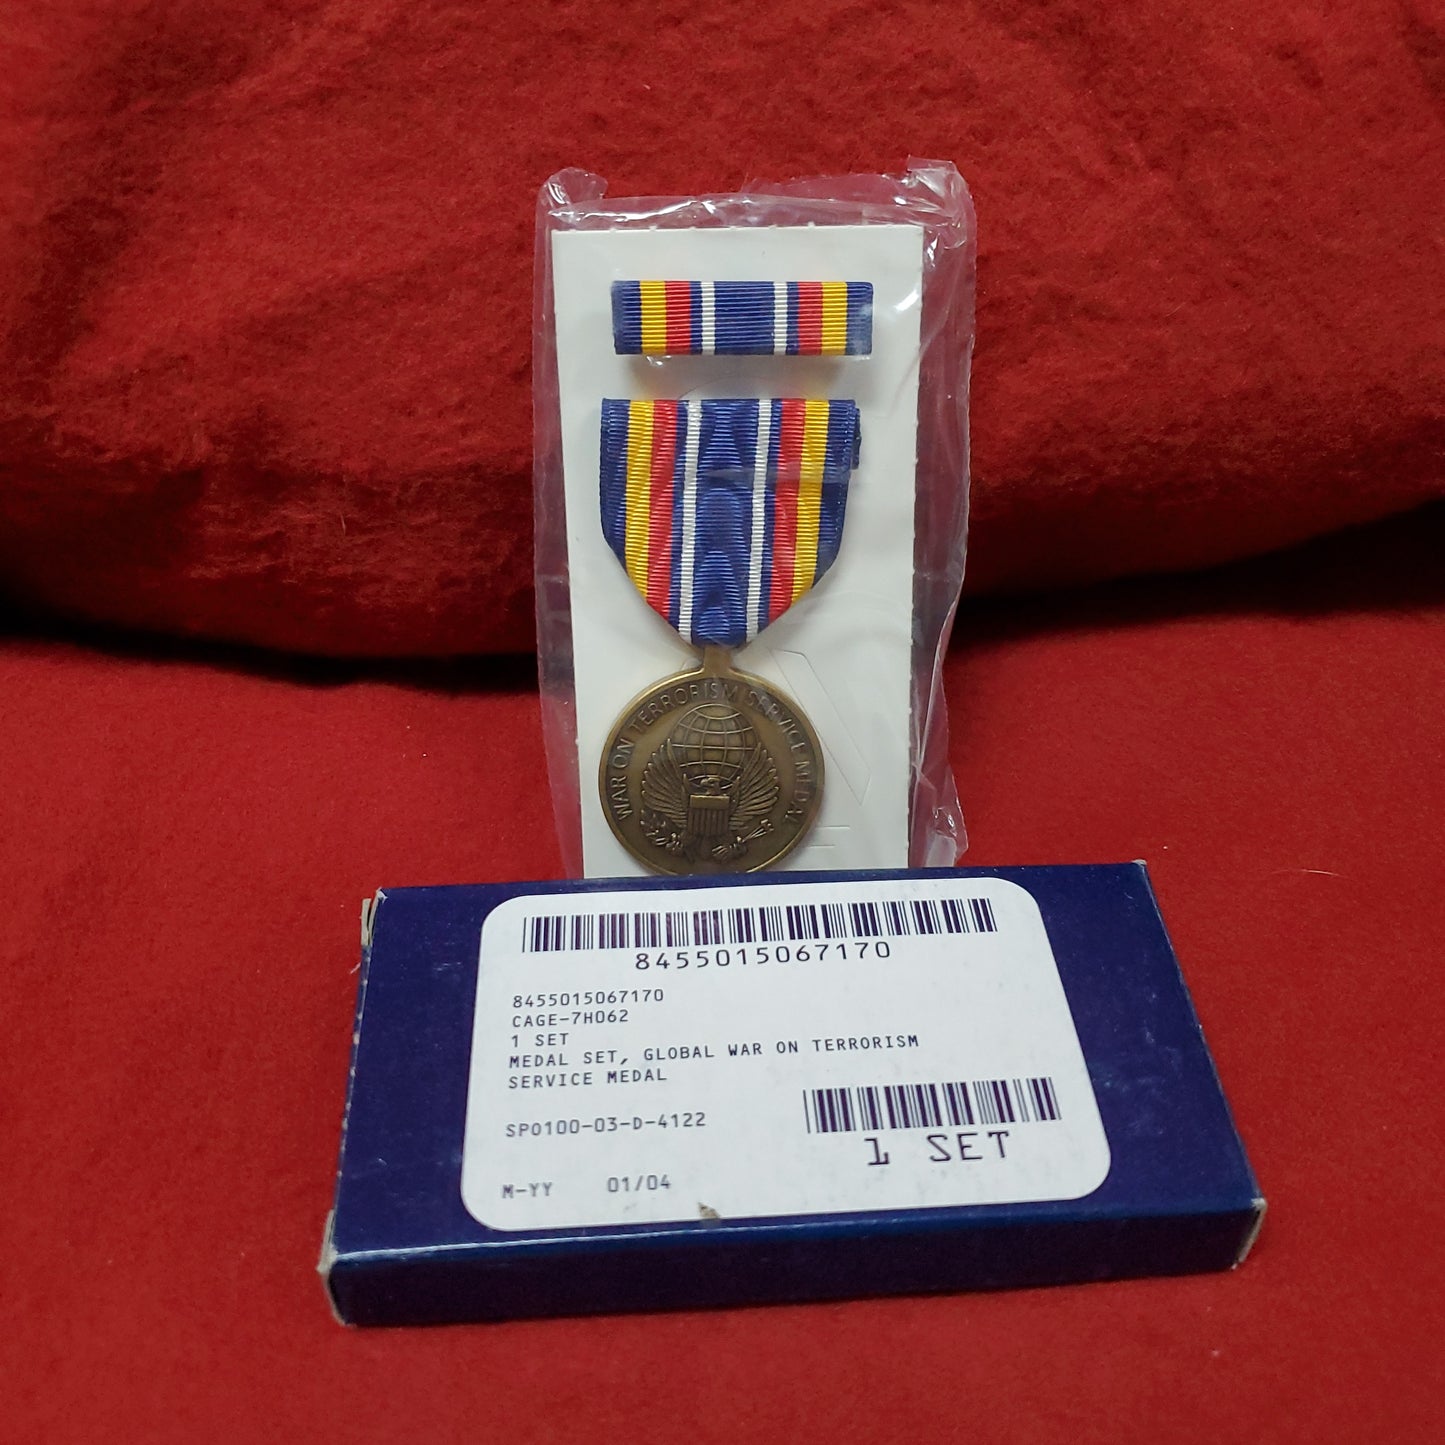 WAR ON TERRORISM SERVICE MEDAL
8455015067170
8455015067170
CAGE-7H062
1 SET
MEDAL SET, GLOBAL WAR ON TERRORISM
SERVICE MEDAL
SPO100-03-D-4122
1 SET
M-YY 01/04